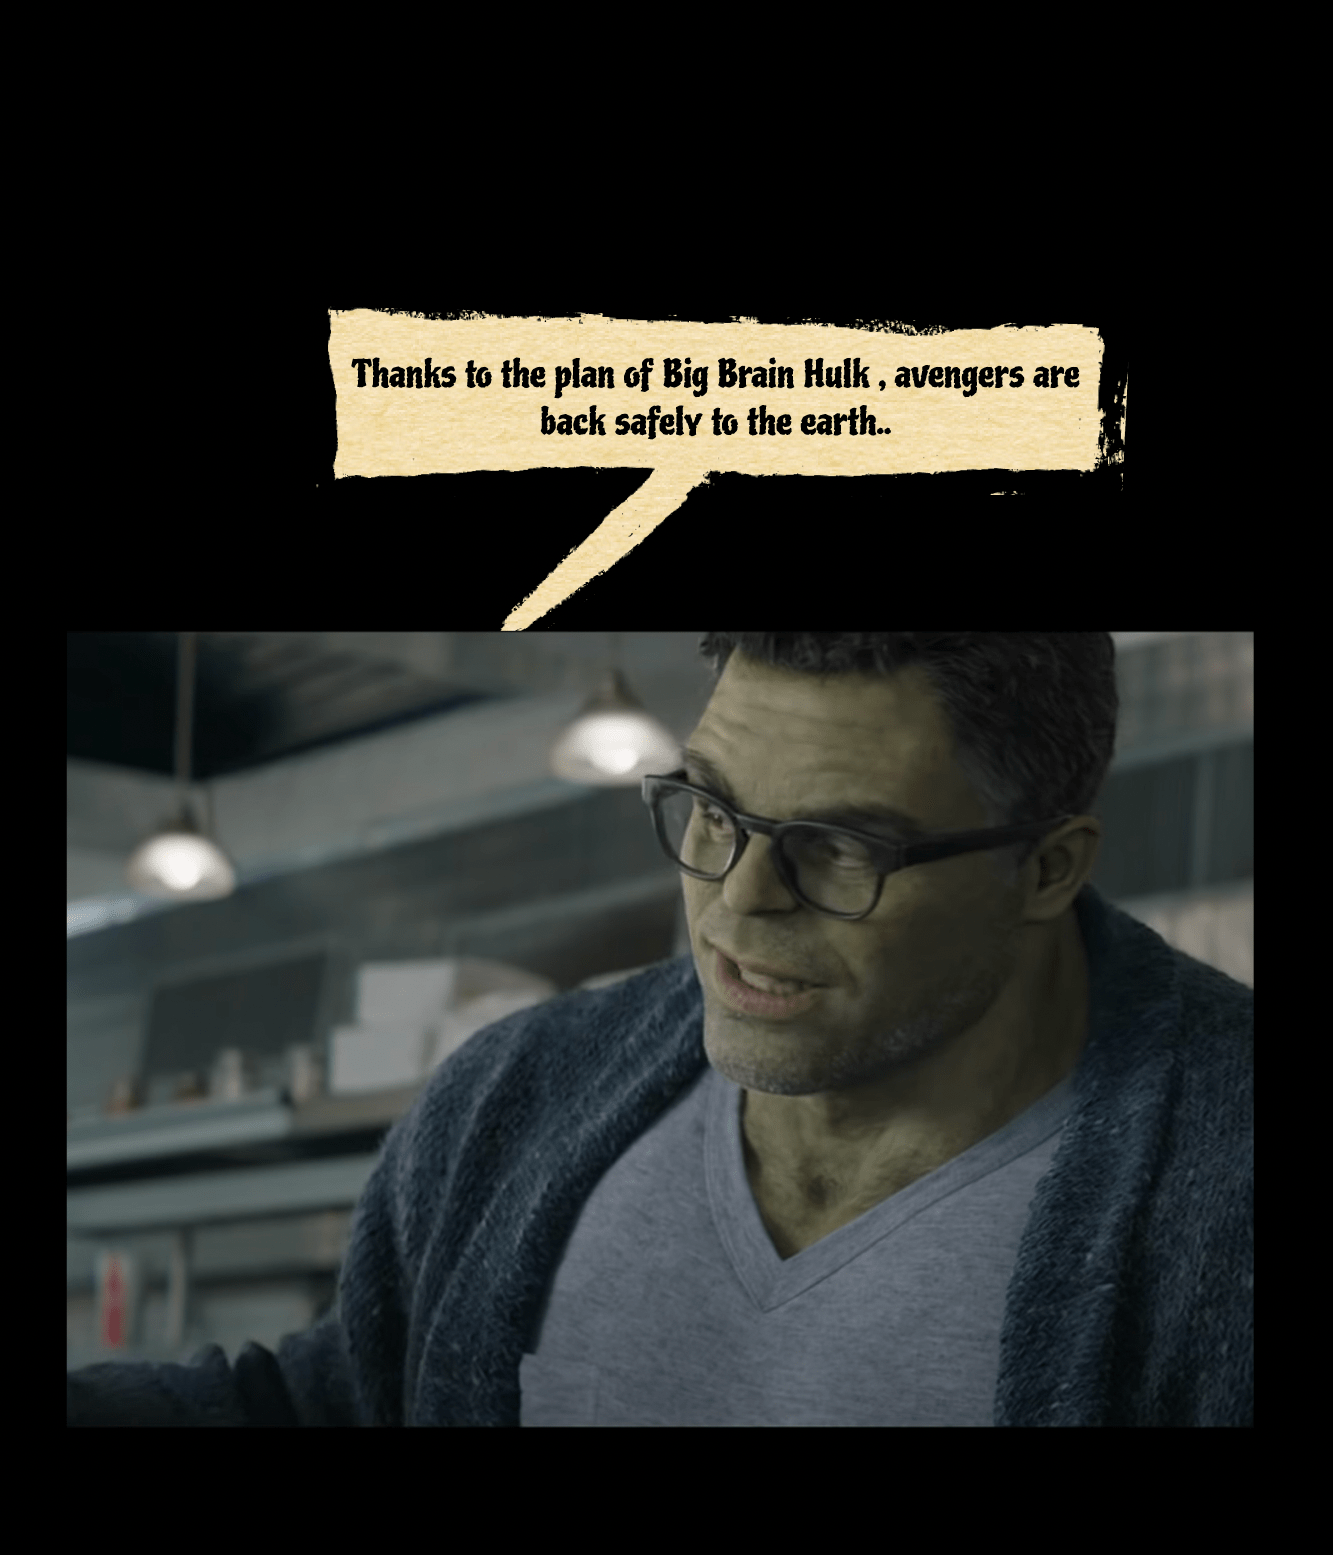 Thanks to the plan of Big Brain Hulk , avengers are
back safely to the earth..